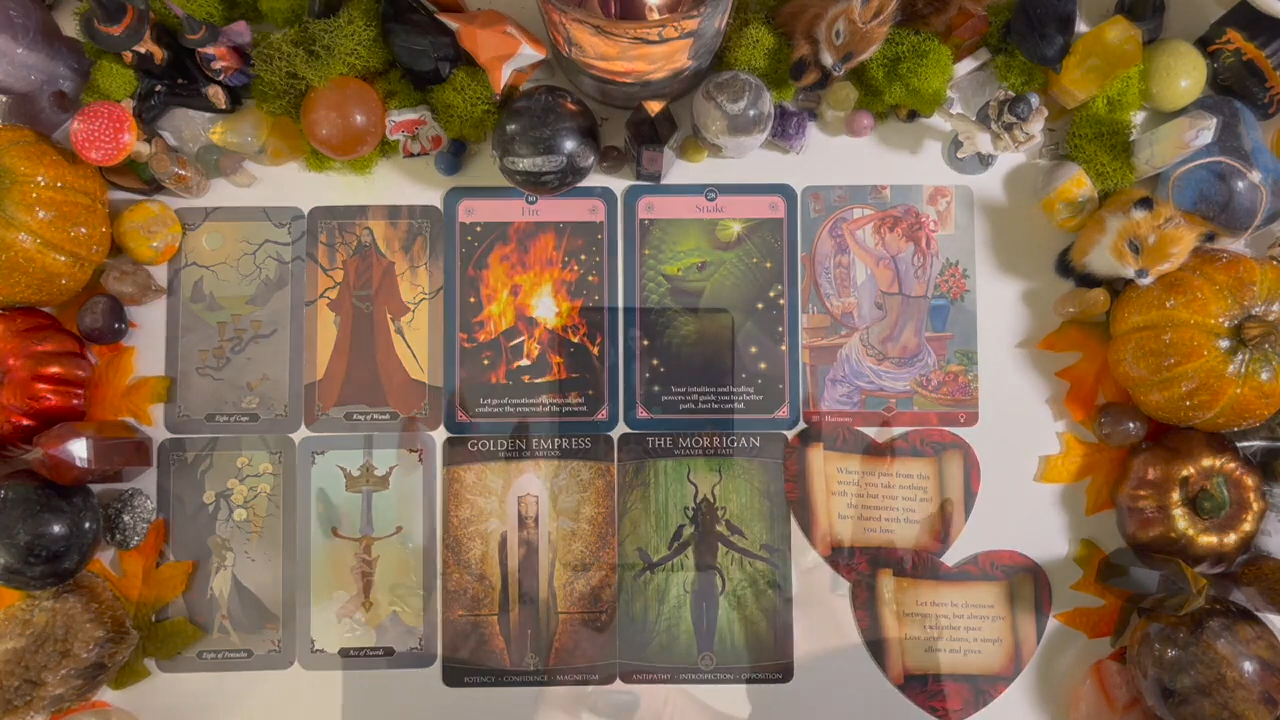 10
Fire
Let go of emotional upheaval and
embrace the renewal of the present.
28
Snake
Your intuition and healing
powers will guide you to a better
path. Just be careful.
Harmony
Eight of Cups
King of Wands
GOLDEN EMPRESS
JEWEL OF ABYDOS
POTENCY • CONFIDENCE • MAGNETISM
THE MORRIGAN
WEAVER OF FATE
ANTIPATHY • INTROSPECTION • OPPOSITION
Eight of Pentacles
Ace of Swords
When you pass from this
world, you take nothing
with you but your soul and
the memories you
have shared with those
you love.
Let there be closeness
between you, but always give
each other space
Love never claims, it simply
allows and gives.